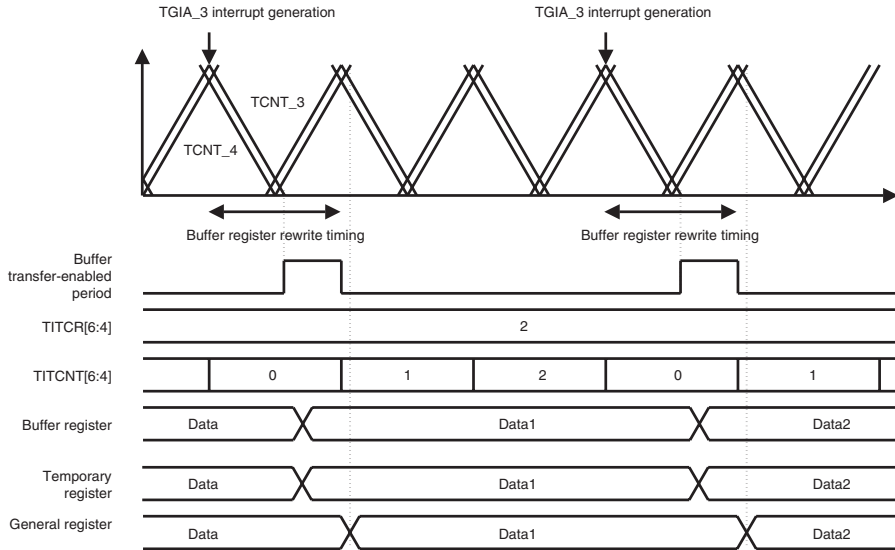 TGIA_3 interrupt generation
TGIA_3 interrupt generation
TCNT_3
TCNT_4
Buffer register rewrite timing
Buffer register rewrite timing
Buffer
transfer-enabled
period
TITCR[6:4]
2
TITCNT[6:4]
0
1
2
0
1
Buffer register
Data
Data1
Data2
Temporary
register
Data
Data1
Data2
General register
Data
Data1
Data2